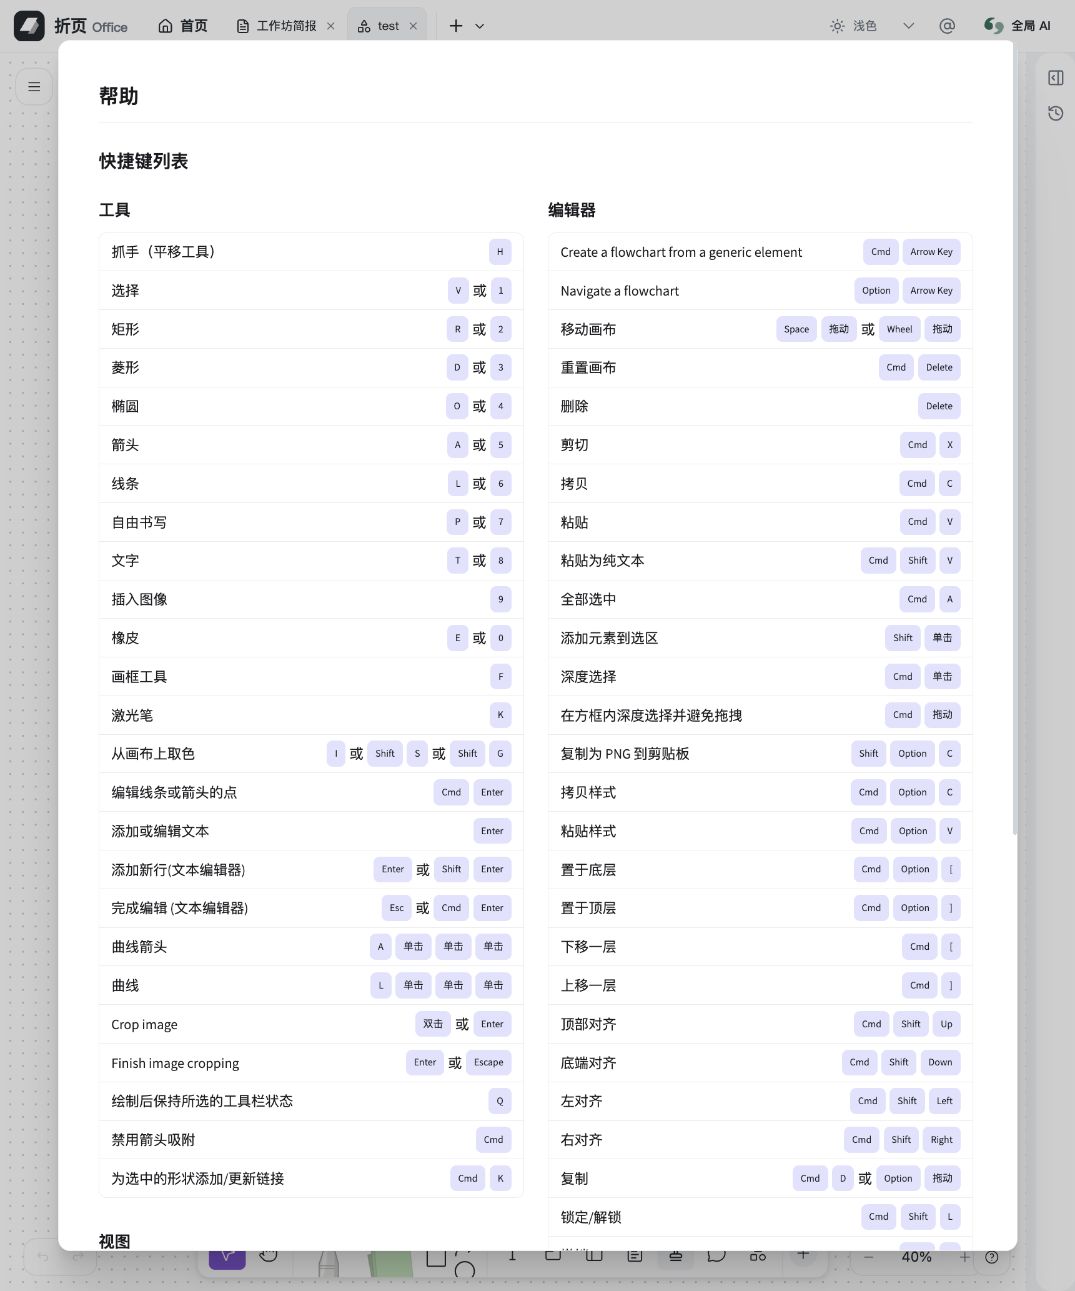 折页 Office
首页
工作坊简报
test
浅色
全局 AI
帮助
快捷键列表
工具
抓手（平移工具） H
选择 V 或 1
矩形 R 或 2
菱形 D 或 3
椭圆 O 或 4
箭头 A 或 5
线条 L 或 6
自由书写 P 或 7
文字 T 或 8
插入图像 9
橡皮 E 或 0
画框工具 F
激光笔 K
从画布上取色 I 或 Shift S 或 Shift G
编辑线条或箭头的点 Cmd Enter
添加或编辑文本 Enter
添加新行(文本编辑器) Enter 或 Shift Enter
完成编辑 (文本编辑器) Esc 或 Cmd Enter
曲线箭头 A 单击 单击 单击
曲线 L 单击 单击 单击
Crop image 双击 或 Enter
Finish image cropping Enter 或 Escape
绘制后保持所选的工具栏状态 Q
禁用箭头吸附 Cmd
为选中的形状添加/更新链接 Cmd K
视图
编辑器
Create a flowchart from a generic element Cmd Arrow Key
Navigate a flowchart Option Arrow Key
移动画布 Space 拖动 或 Wheel 拖动
重置画布 Cmd Delete
删除 Delete
剪切 Cmd X
拷贝 Cmd C
粘贴 Cmd V
粘贴为纯文本 Cmd Shift V
全部选中 Cmd A
添加元素到选区 Shift 单击
深度选择 Cmd 单击
在方框内深度选择并避免拖拽 Cmd 拖动
复制为 PNG 到剪贴板 Shift Option C
拷贝样式 Cmd Option C
粘贴样式 Cmd Option V
置于底层 Cmd Option [
置于顶层 Cmd Option ]
下移一层 Cmd [
上移一层 Cmd ]
顶部对齐 Cmd Shift Up
底端对齐 Cmd Shift Down
左对齐 Cmd Shift Left
右对齐 Cmd Shift Right
复制 Cmd D 或 Option 拖动
锁定/解锁 Cmd Shift L
40%